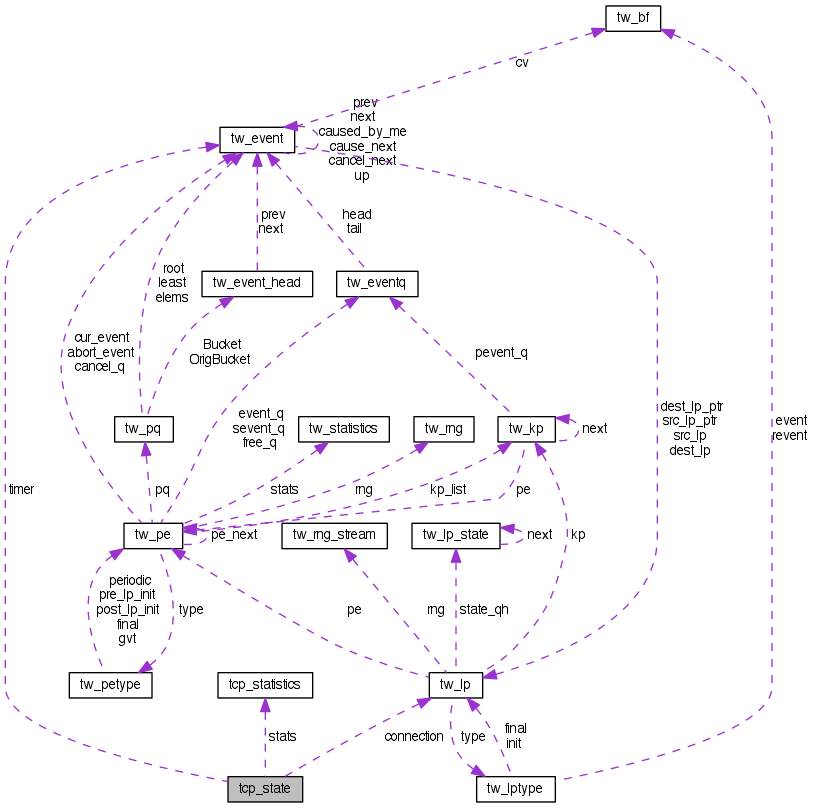 tw_bf
cv
prev
next
caused_by_me
cause_next
cancel_next
up
tw_event
prev
next
head
tail
root
least
elems
tw_event_head
tw_eventq
cur_event
abort_event
cancel_q
Bucket
OrigBucket
pevent_q
dest_lp_ptr
src_lp_ptr
src_lp
dest_lp
event
revent
event_q
sevent_q
free_q
tw_pq
tw_statistics
tw_rng
tw_kp
next
timer
pq
stats
rng
kp_list
pe
tw_pe
pe_next
tw_rng_stream
tw_lp_state
next
kp
periodic
pre_lp_init
post_lp_init
final
gvt
type
pe
rng
state_qh
tw_petype
tcp_statistics
tw_lp
stats
connection
type
final
init
tcp_state
tw_lptype